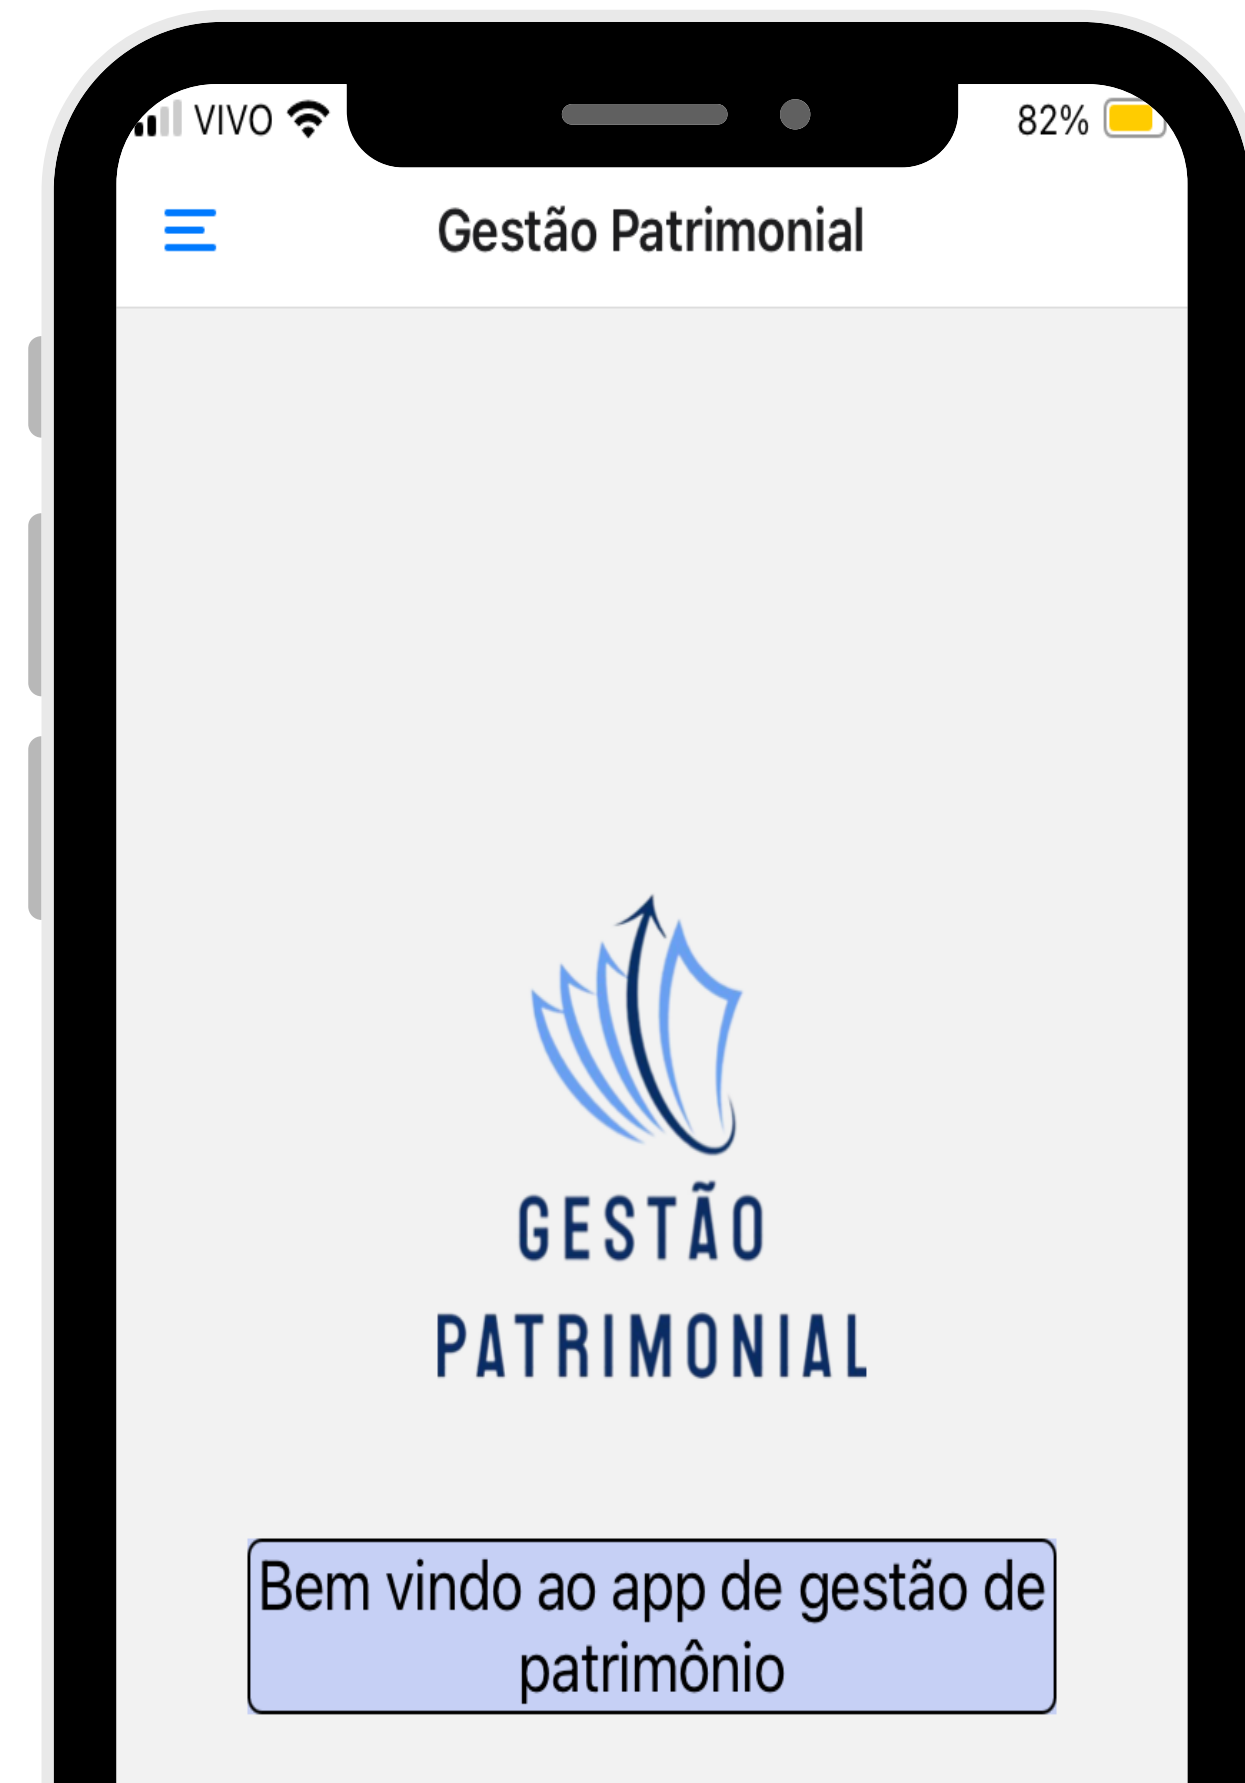 VIVO 82%
Gestão Patrimonial
GESTÃO
PATRIMONIAL
Bem vindo ao app de gestão de
patrimônio